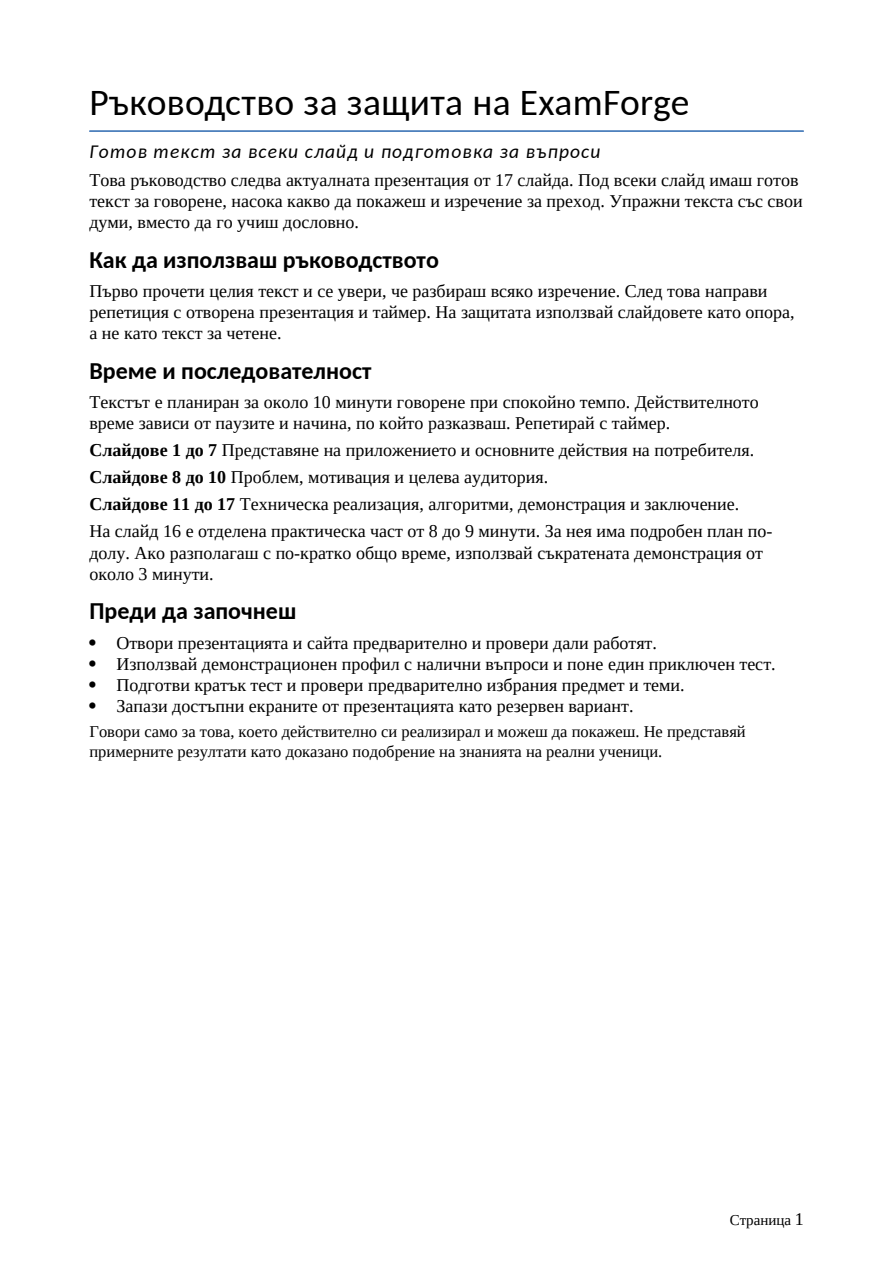 Ръководство за защита на ExamForge
Готов текст за всеки слайд и подготовка за въпроси
Това ръководство следва актуалната презентация от 17 слайда. Под всеки слайд имаш готов
текст за говорене, насока какво да покажеш и изречение за преход. Упражни текста със свои
думи, вместо да го учиш дословно.
Как да използваш ръководството
Първо прочети целия текст и се увери, че разбираш всяко изречение. След това направи
репетиция с отворена презентация и таймер. На защитата използвай слайдовете като опора,
а не като текст за четене.
Време и последователност
Текстът е планиран за около 10 минути говорене при спокойно темпо. Действителното
време зависи от паузите и начина, по който разказваш. Репетирай с таймер.
Слайдове 1 до 7 Представяне на приложението и основните действия на потребителя.
Слайдове 8 до 10 Проблем, мотивация и целева аудитория.
Слайдове 11 до 17 Техническа реализация, алгоритми, демонстрация и заключение.
На слайд 16 е отделена практическа част от 8 до 9 минути. За нея има подробен план по-
долу. Ако разполагаш с по-кратко общо време, използвай съкратената демонстрация от
около 3 минути.
Преди да започнеш
• Отвори презентацията и сайта предварително и провери дали работят.
• Използвай демонстрационен профил с налични въпроси и поне един приключен тест.
• Подготви кратък тест и провери предварително избрания предмет и теми.
• Запази достъпни екраните от презентацията като резервен вариант.
Говори само за това, което действително си реализирал и можеш да покажеш. Не представяй
примерните резултати като доказано подобрение на знанията на реални ученици.
Страница 1